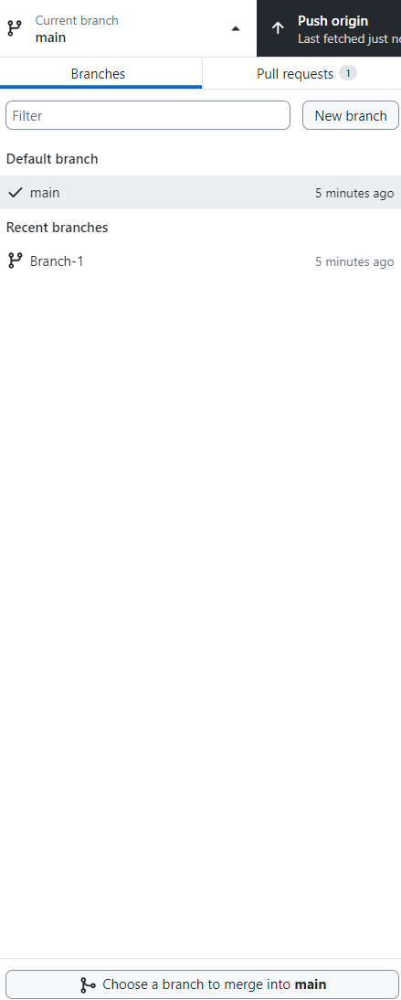 Current branch
main
Push origin
Last fetched just
Branches
Pull requests 1
Filter
New branch
Default branch
main 5 minutes ago
Recent branches
Branch-1 5 minutes ago
Choose a branch to merge into main